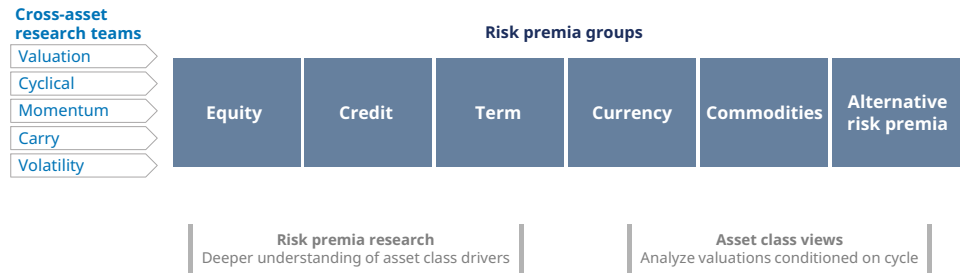 Cross-asset
research teams
Valuation
Cyclical
Momentum
Carry
Volatility
Risk premia groups
Equity
Credit
Term
Currency
Commodities
Alternative
risk premia
Risk premia research
Deeper understanding of asset class drivers
Asset class views
Analyze valuations conditioned on cycle